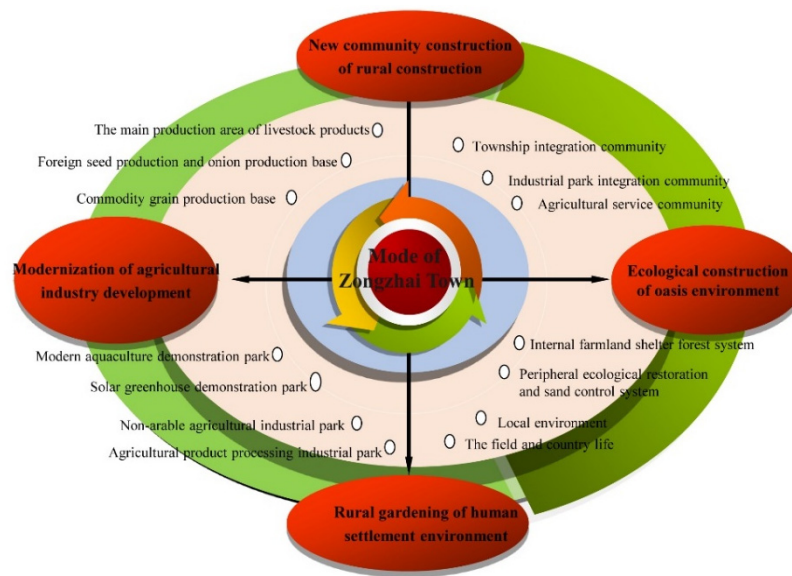 New community construction
of rural construction
The main production area of livestock products
Foreign seed production and onion production base
Commodity grain production base
Township integration community
Industrial park integration community
Agricultural service community
Modernization of agricultural
industry development
Mode of
Zongzhai Town
Ecological construction
of oasis environment
Modern aquaculture demonstration park
Solar greenhouse demonstration park
Non-arable agricultural industrial park
Agricultural product processing industrial park
Internal farmland shelter forest system
Peripheral ecological restoration
and sand control system
Local environment
The field and country life
Rural gardening of human
settlement environment